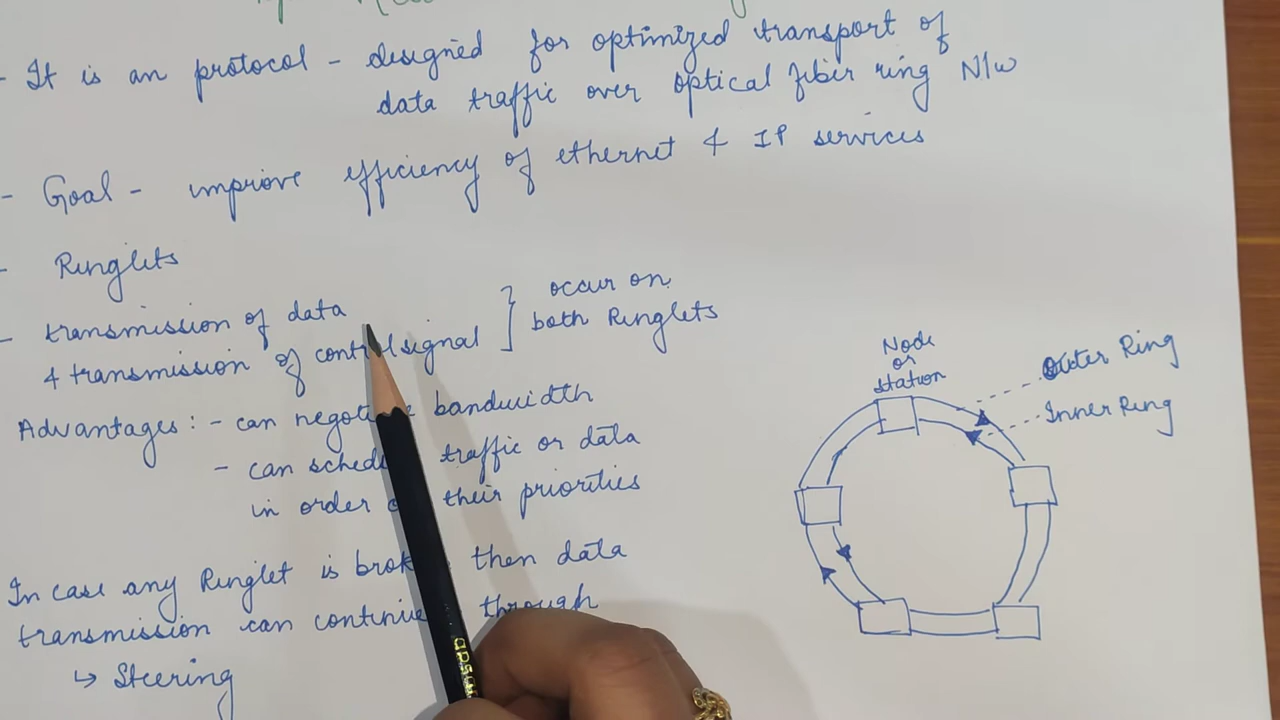 - It is an protocol - designed for optimized transport of
data traffic over optical fiber ring N/w
- Goal - improve efficiency of ethernet & IP services
- Ringlets
- transmission of data
& transmission of control signal } occur on both Ringlets
Advantages: - can negotiate bandwidth
- can schedule traffic or data
in order of their priorities
In case any Ringlet is broken then data
transmission can continue through
↳ Steering
Node
or
station
Outer Ring
Inner Ring